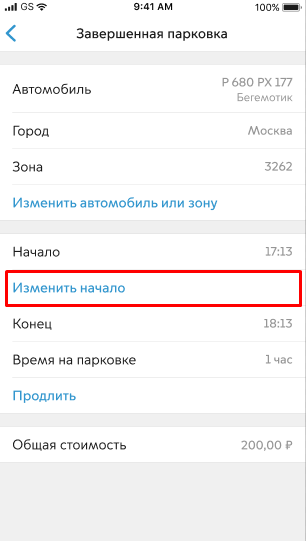 GS 9:41 AM 100%
Завершенная парковка
Автомобиль Р 680 РХ 177
Бегемотик
Город Москва
Зона 3262
Изменить автомобиль или зону
Начало 17:13
Изменить начало
Конец 18:13
Время на парковке 1 час
Продлить
Общая стоимость 200,00 ₽